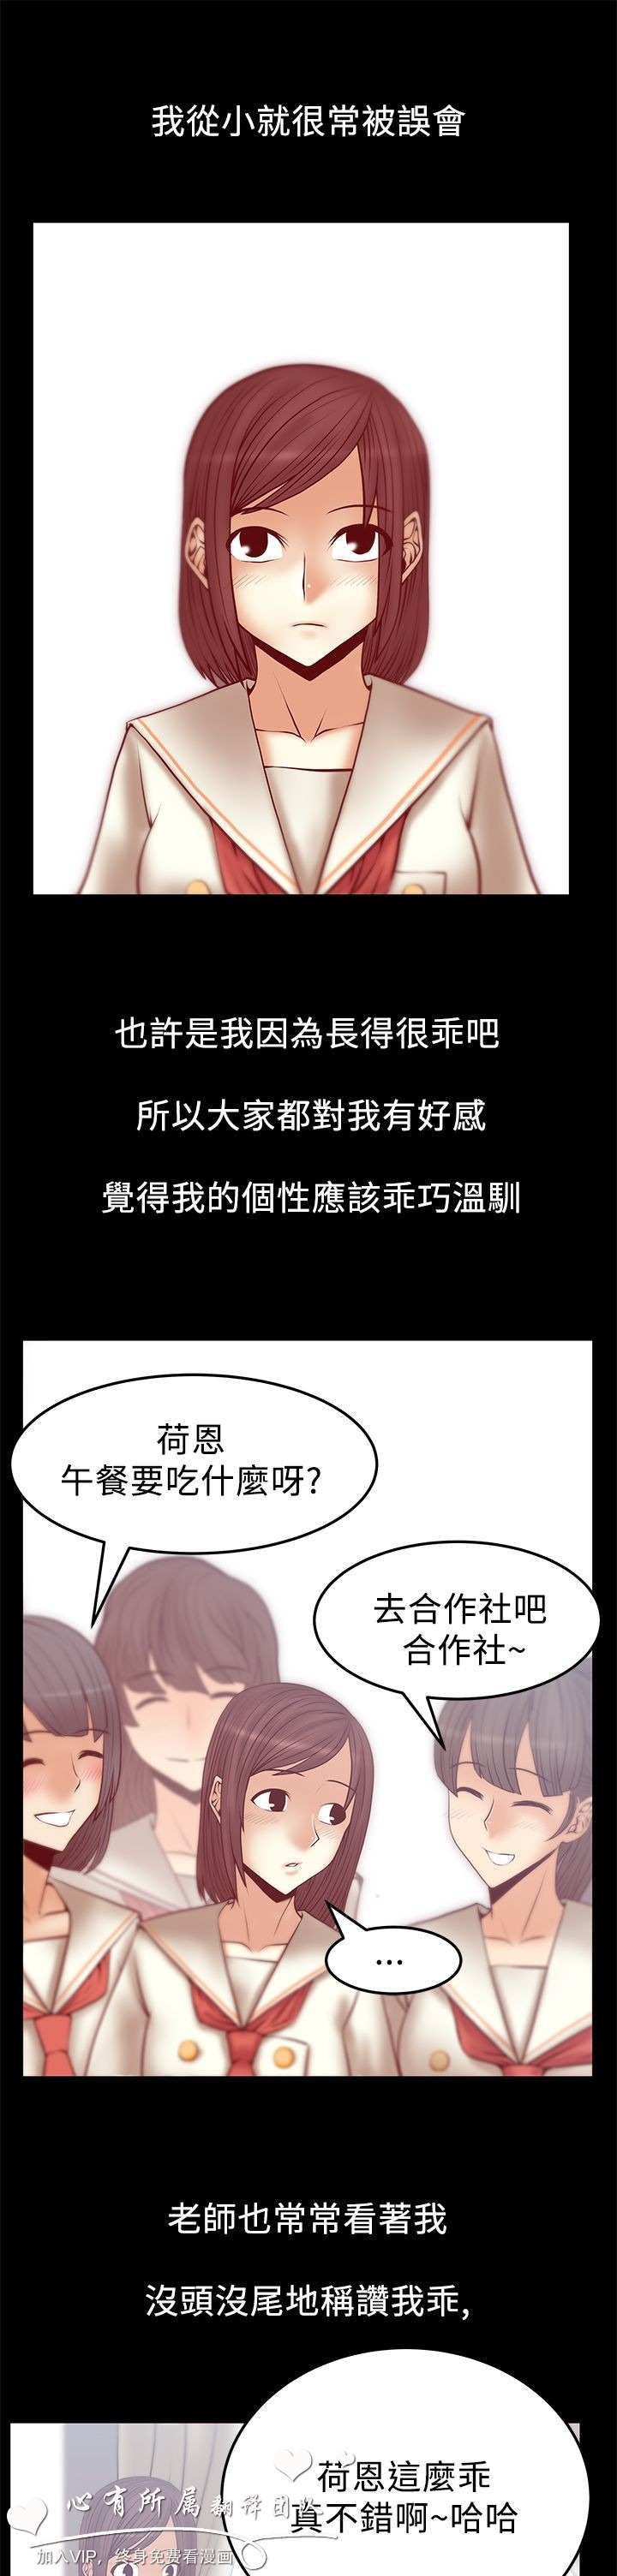 我從小就很常被誤會
也許是我因為長得很乖吧
所以大家都對我有好感
覺得我的個性應該乖巧溫馴
荷恩
午餐要吃什麼呀?
去合作社吧
合作社~
...
老師也常常看著我
沒頭沒尾地稱讚我乖,
荷恩這麼乖
真不錯啊~哈哈
心有所属翻译团队
加入VIP，终身免费看漫画